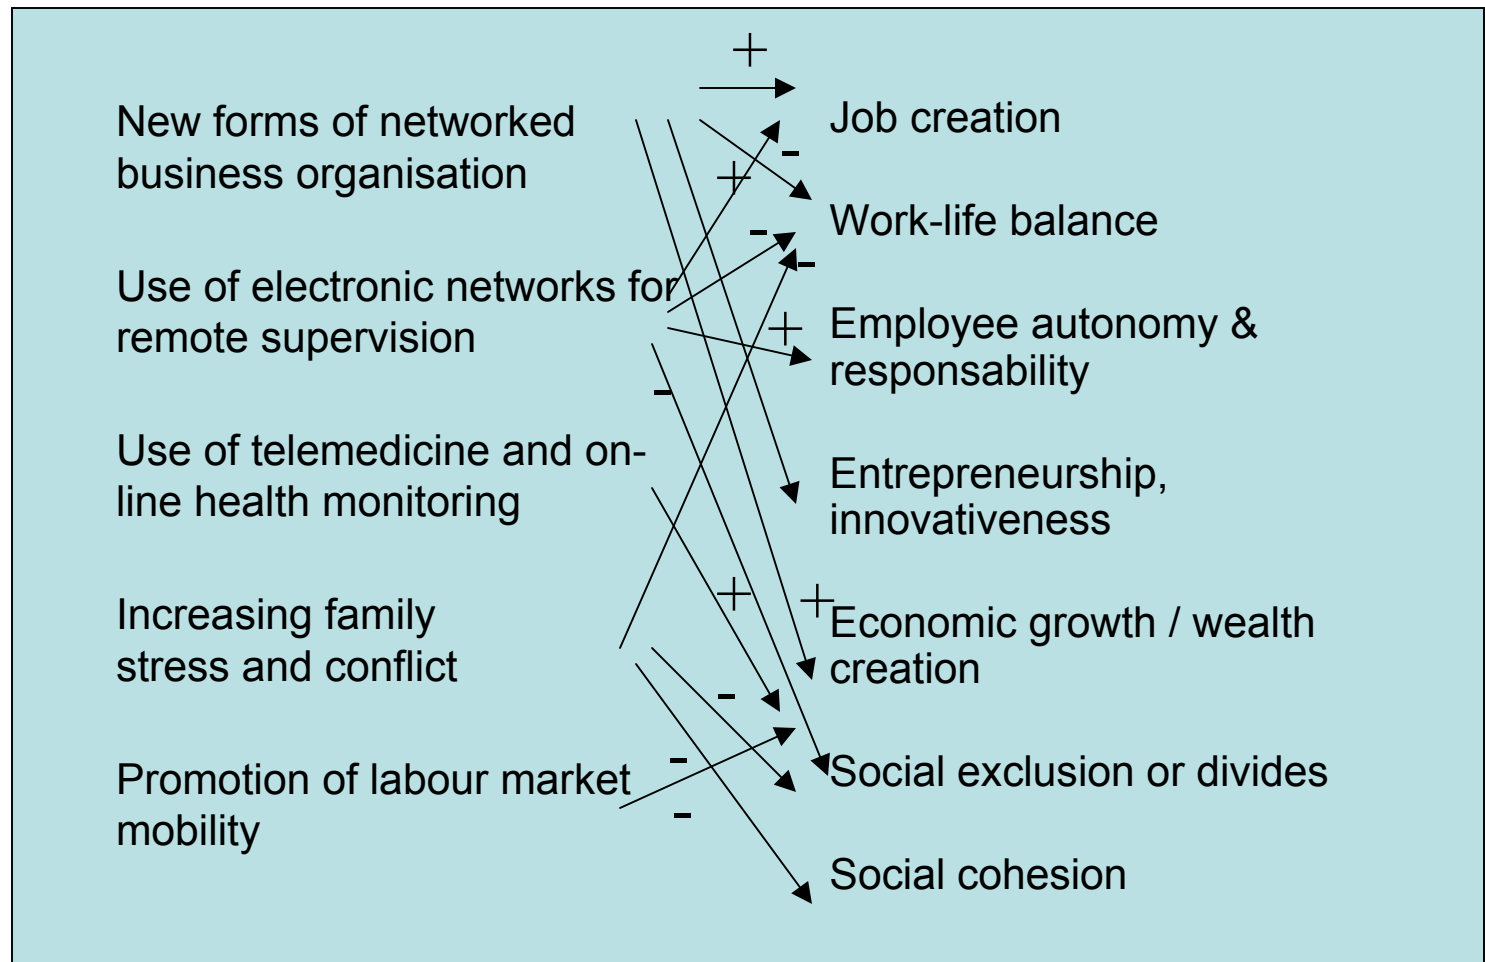 New forms of networked
business organisation
Use of electronic networks for
remote supervision
Use of telemedicine and on-
line health monitoring
Increasing family
stress and conflict
Promotion of labour market
mobility
+
-
+
-
-
+
-
+
+
-
-
-
Job creation
Work-life balance
Employee autonomy &
responsability
Entrepreneurship,
innovativeness
Economic growth / wealth
creation
Social exclusion or divides
Social cohesion